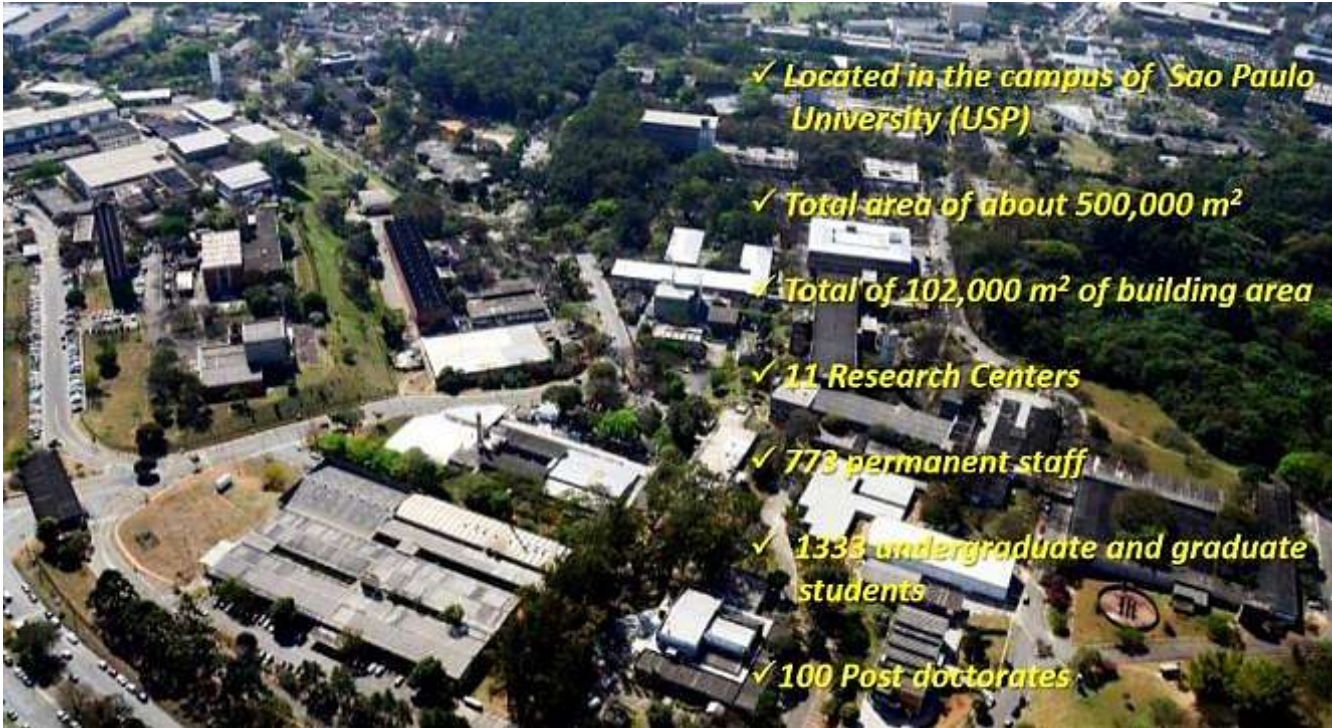 ✓ Located in the campus of Sao Paulo
University (USP)
✓ Total area of about 500,000 m²
✓ Total of 102,000 m² of building area
✓ 11 Research Centers
✓ 773 permanent staff
✓ 1333 undergraduate and graduate
students
✓ 100 Post doctorates